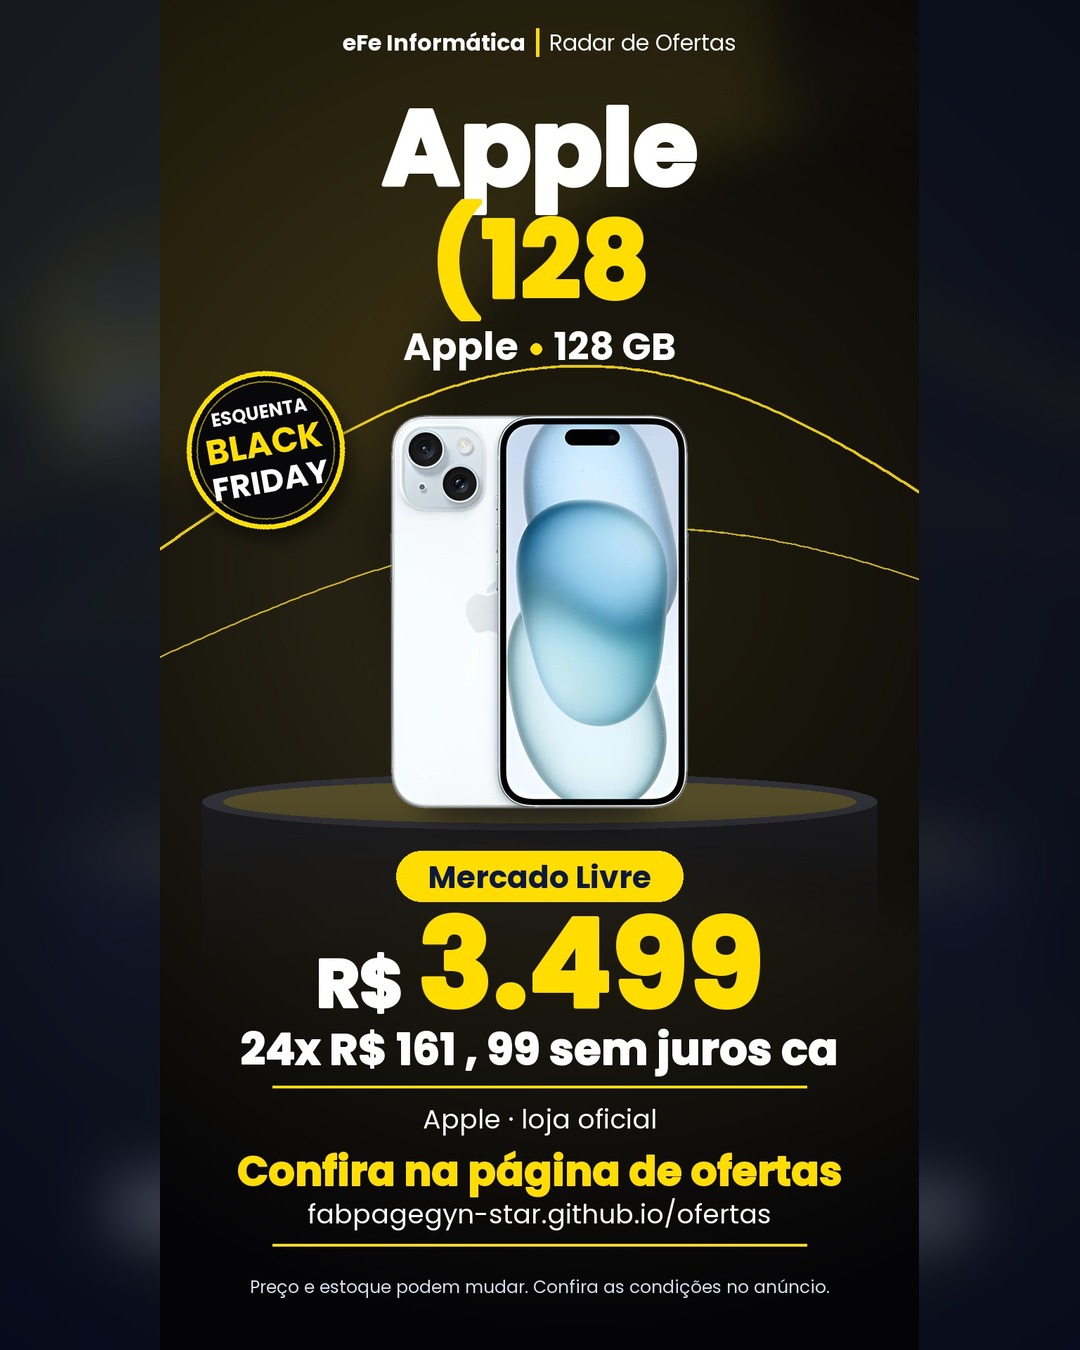 eFe Informática | Radar de Ofertas
Apple
(128
Apple • 128 GB
ESQUENTA
BLACK
FRIDAY
Mercado Livre
R$ 3.499
24x R$ 161 , 99 sem juros ca
Apple · loja oficial
Confira na página de ofertas
fabpagegyn-star.github.io/ofertas
Preço e estoque podem mudar. Confira as condições no anúncio.